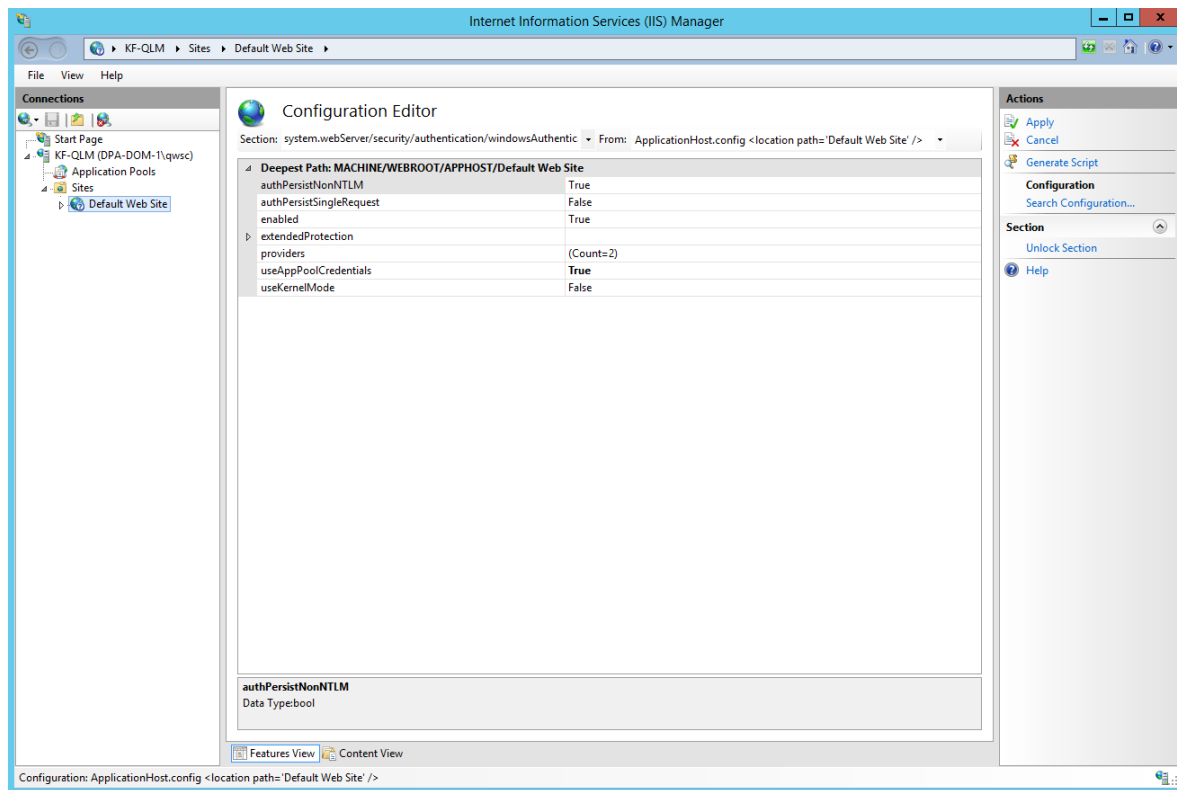 Internet Information Services (IIS) Manager
KF-QLM Sites Default Web Site
File View Help
Connections
Start Page
KF-QLM (DPA-DOM-1\qwsc)
Application Pools
Sites
Default Web Site
Configuration Editor
Section: system.webServer/security/authentication/windowsAuthentic From: ApplicationHost.config <location path='Default Web Site' />
Deepest Path: MACHINE/WEBROOT/APPHOST/Default Web Site
authPersistNonNTLM True
authPersistSingleRequest False
enabled True
extendedProtection
providers (Count=2)
useAppPoolCredentials True
useKernelMode False
authPersistNonNTLM
Data Type:bool
Features View Content View
Actions
Apply
Cancel
Generate Script
Configuration
Search Configuration...
Section
Unlock Section
Help
Configuration: ApplicationHost.config <location path='Default Web Site' />